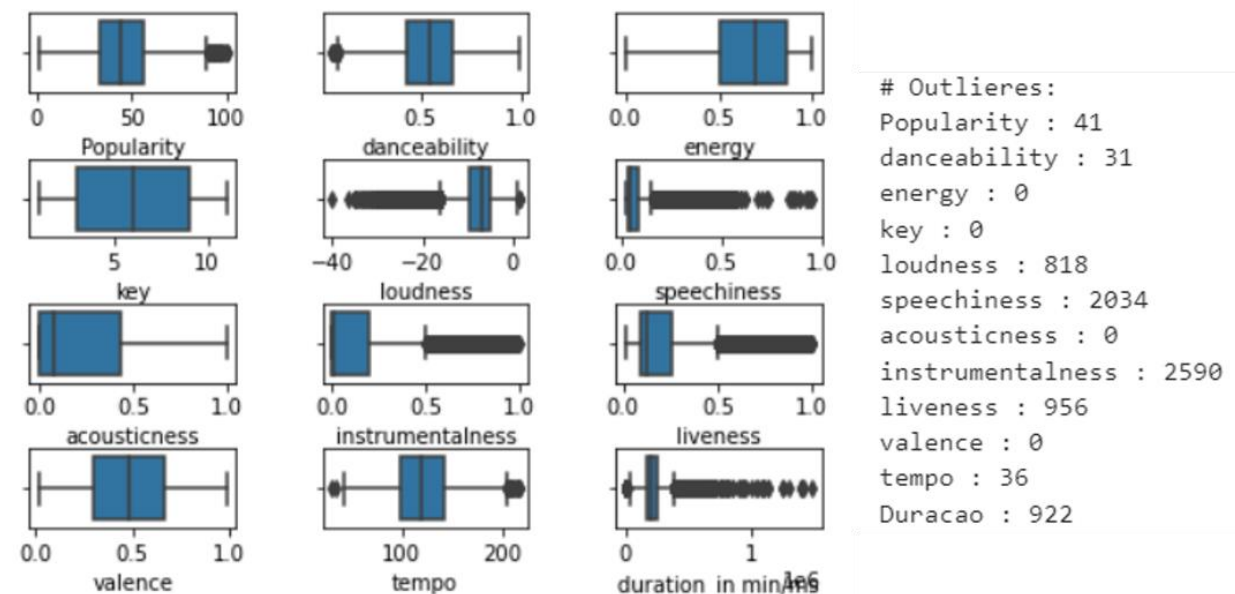 0 50 100
Popularity
0.5 1.0
danceability
0.0 0.5 1.0
energy
5 10
key
−40 −20 0
loudness
0.0 0.5 1.0
speechiness
0.0 0.5 1.0
acousticness
0.0 0.5 1.0
instrumentalness
0.0 0.5 1.0
liveness
0.0 0.5 1.0
valence
100 200
tempo
0 1
1e6
duration_in min/ms
# Outlieres:
Popularity : 41
danceability : 31
energy : 0
key : 0
loudness : 818
speechiness : 2034
acousticness : 0
instrumentalness : 2590
liveness : 956
valence : 0
tempo : 36
Duracao : 922